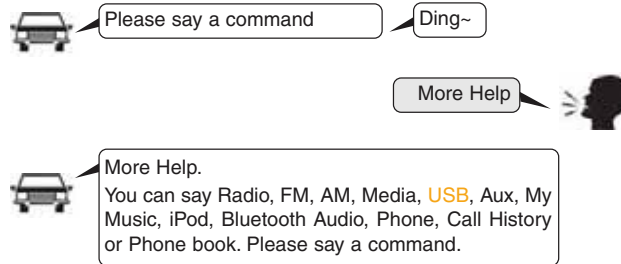 Please say a command
Ding~
More Help
More Help.
You can say Radio, FM, AM, Media, USB, Aux, My
Music, iPod, Bluetooth Audio, Phone, Call History
or Phone book. Please say a command.